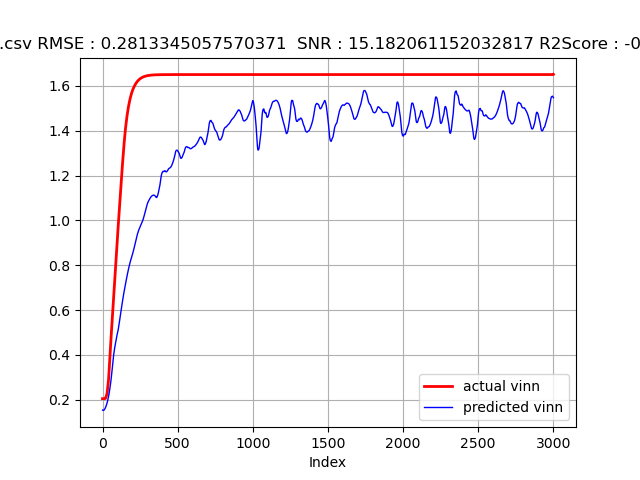 .csv RMSE : 0.2813345057570371 SNR : 15.182061152032817 R2Score : -0
1.6
1.4
1.2
1.0
0.8
0.6
0.4
0.2
actual vinn
predicted vinn
0 500 1000 1500 2000 2500 3000
Index